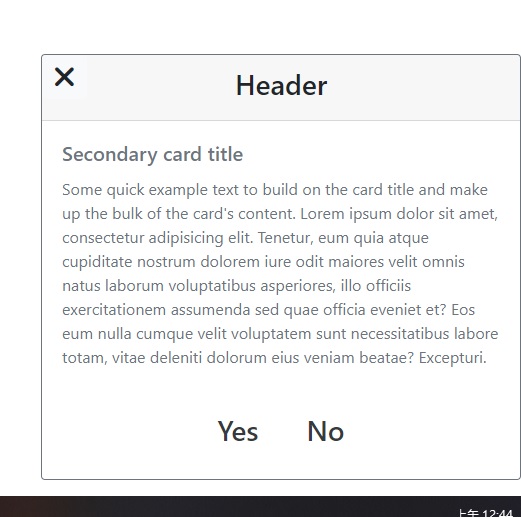 Header
Secondary card title
Some quick example text to build on the card title and make
up the bulk of the card's content. Lorem ipsum dolor sit amet,
consectetur adipisicing elit. Tenetur, eum quia atque
cupiditate nostrum dolorem iure odit maiores velit omnis
natus laborum voluptatibus asperiores, illo officiis
exercitationem assumenda sed quae officia eveniet et? Eos
eum nulla cumque velit voluptatem sunt necessitatibus labore
totam, vitae deleniti dolorum eius veniam beatae? Excepturi.
Yes No
上午 12:44